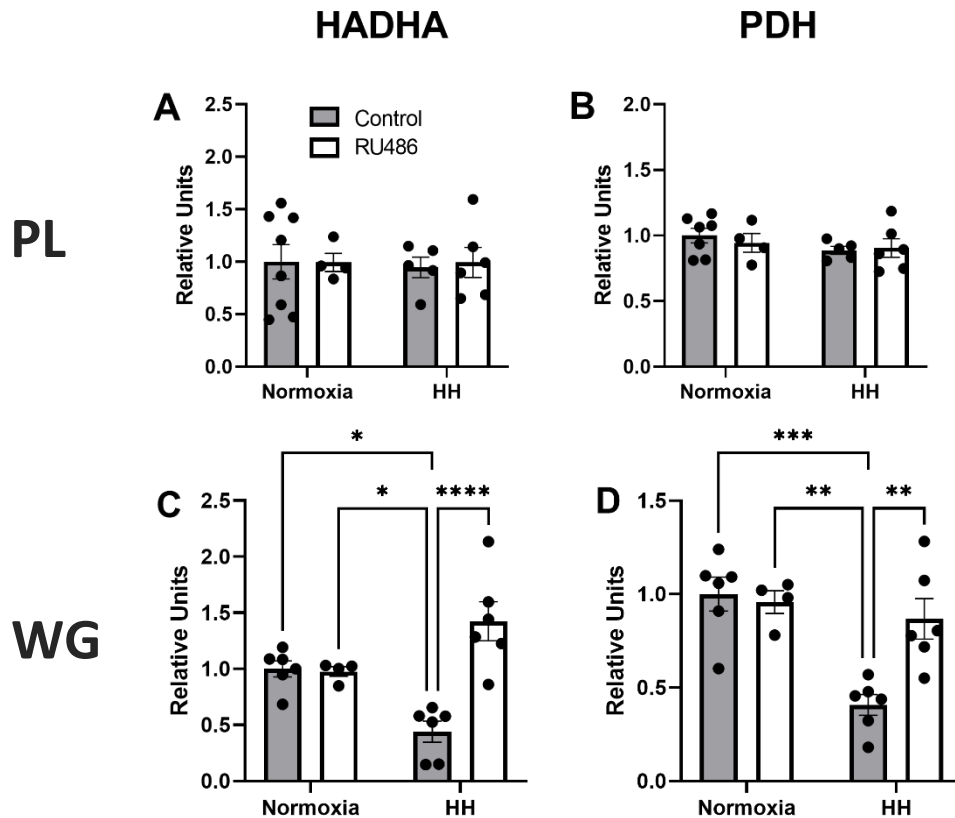 HADHA PDH
A
Control
RU486
2.5
2.0
1.5
1.0
0.5
0.0
Relative Units
Normoxia HH
B
2.0
1.5
1.0
0.5
0.0
Relative Units
Normoxia HH
PL
* 
* ****
C
2.5
2.0
1.5
1.0
0.5
0.0
Relative Units
Normoxia HH
***
** **
D
1.5
1.0
0.5
0.0
Relative Units
Normoxia HH
WG